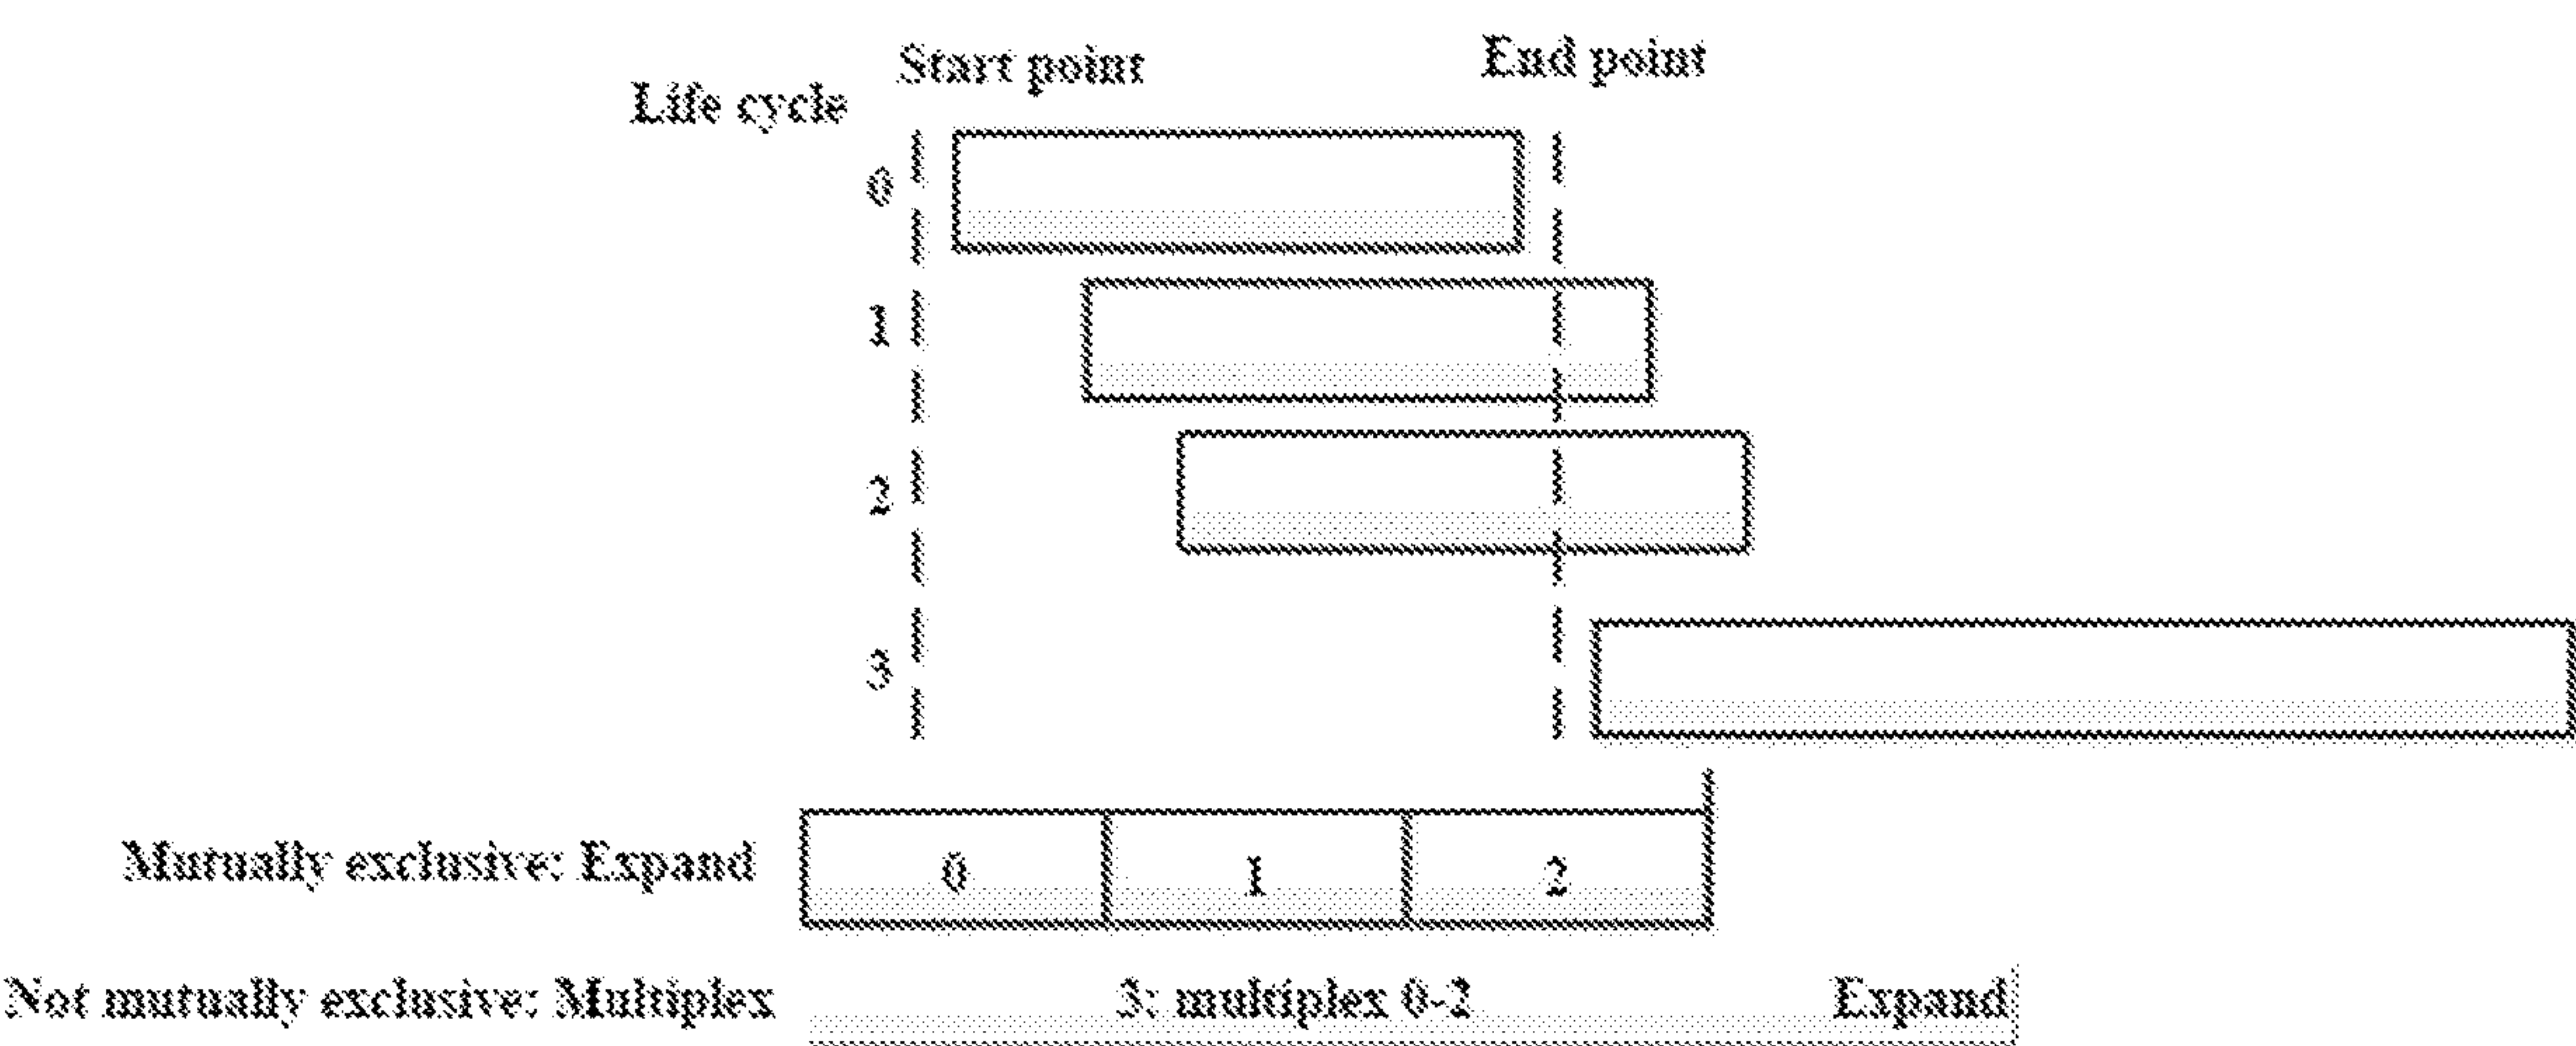 Start point
End point
Life cycle
0
1
2
3
Mutually exclusive: Expand
0
1
2
Not mutually exclusive: Multiplex
3: multiplex 0-2
Expand